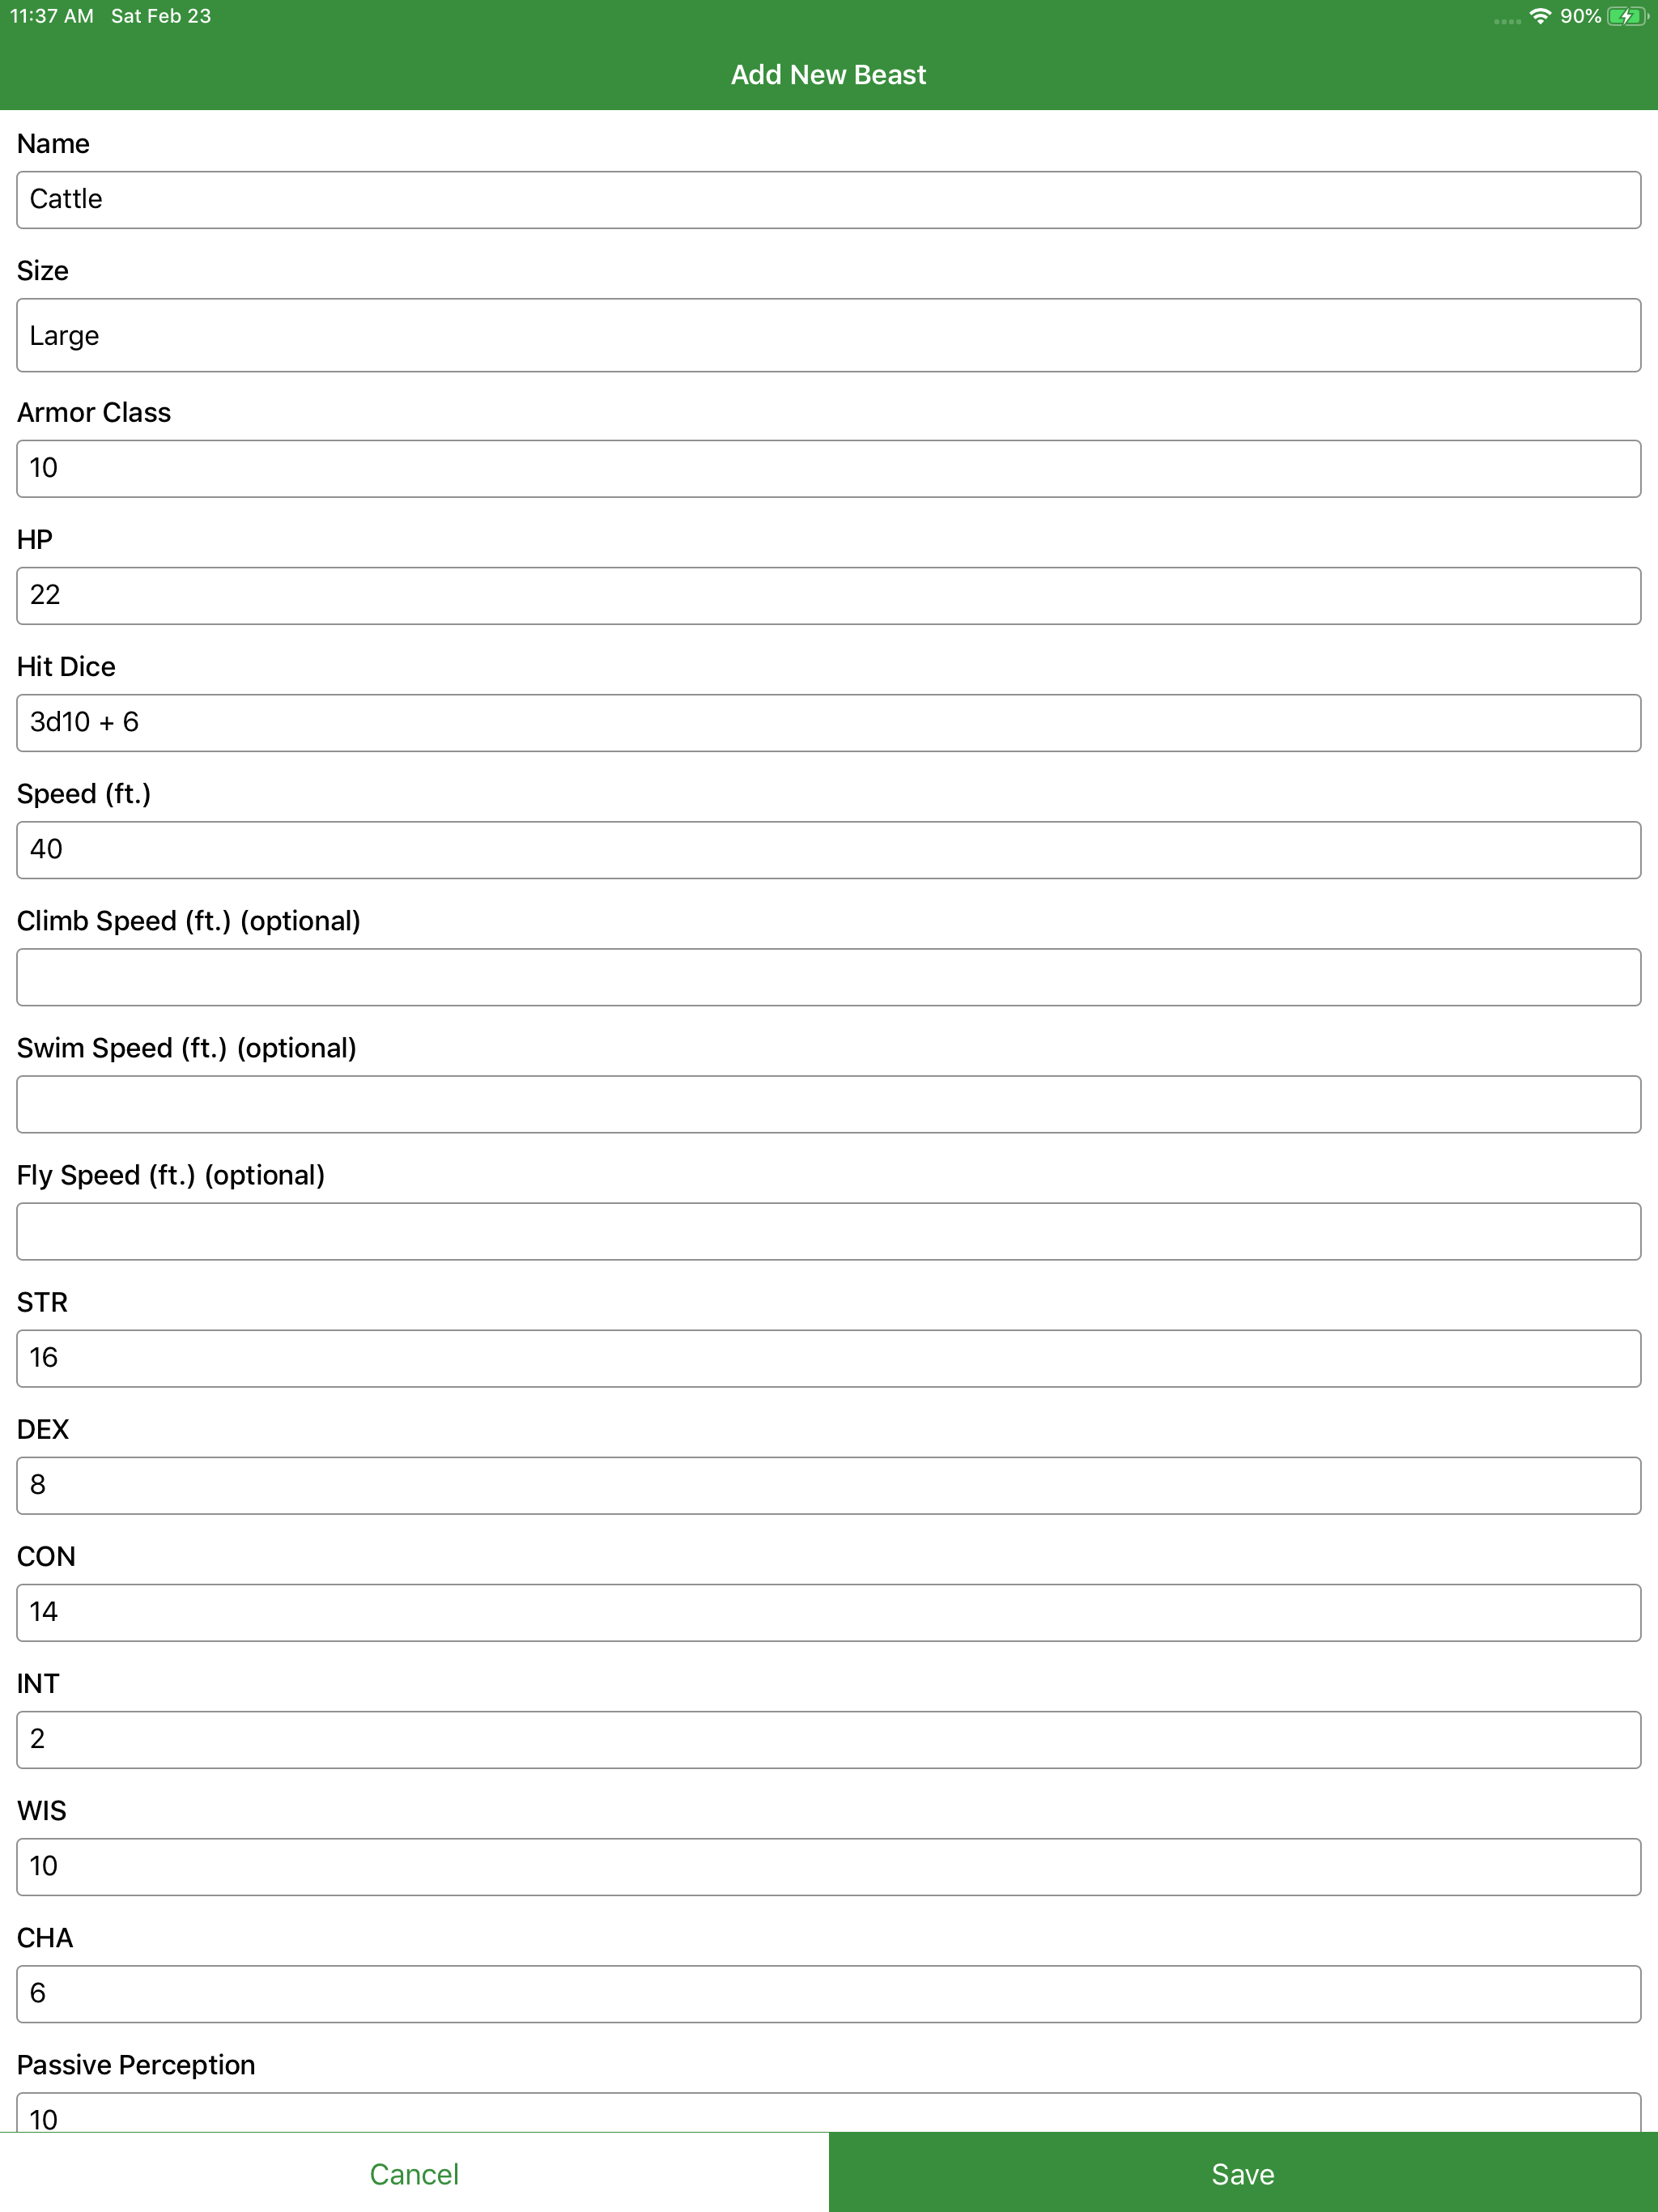 11:37 AM Sat Feb 23 90%
Add New Beast
Name
Cattle
Size
Large
Armor Class
10
HP
22
Hit Dice
3d10 + 6
Speed (ft.)
40
Climb Speed (ft.) (optional)
Swim Speed (ft.) (optional)
Fly Speed (ft.) (optional)
STR
16
DEX
8
CON
14
INT
2
WIS
10
CHA
6
Passive Perception
10
Cancel Save